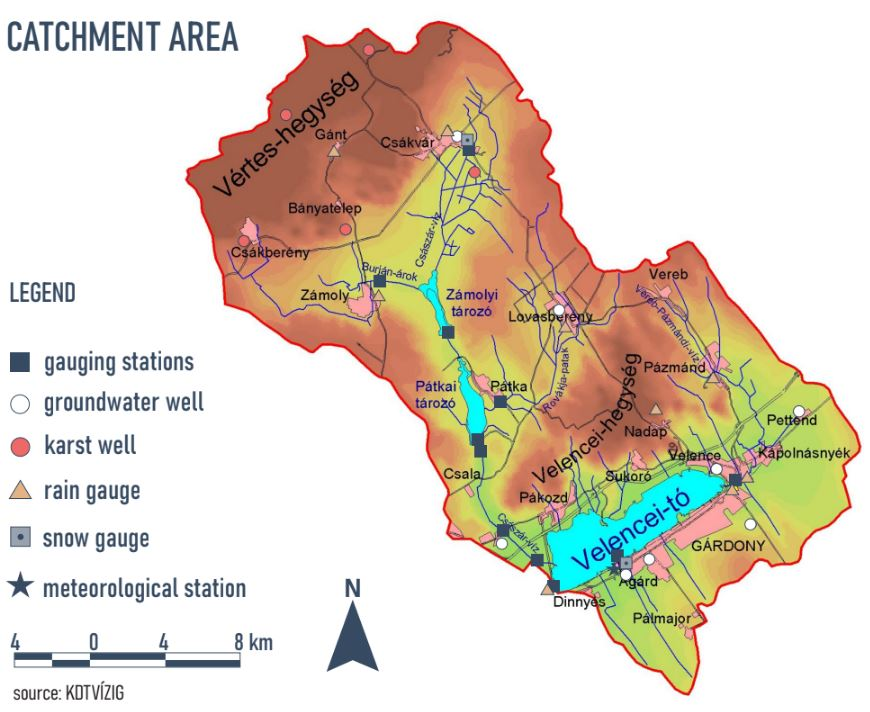 CATCHMENT AREA
Vértes-hegység
Gánt
Csákvár
Bányatelep
Császár-víz
Csákberény
Burján-árok
Zámoly
Zámolyi
tározó
Vereb
Lovasberény
Vereb-Pázmándi-víz
Pázmánd
Pátkai
tározó
Pátka
Rovákja-patak
Velencei-hegység
Nadap
Pettend
Kápolnásnyék
Velence
Csala
Sukoró
Pákozd
Császár-víz
Velencei-tó
GÁRDONY
Agárd
Dinnyés
Pálmajor
LEGEND
gauging stations
groundwater well
karst well
rain gauge
snow gauge
meteorological station
N
4 0 4 8 km
source: KDTVÍZIG